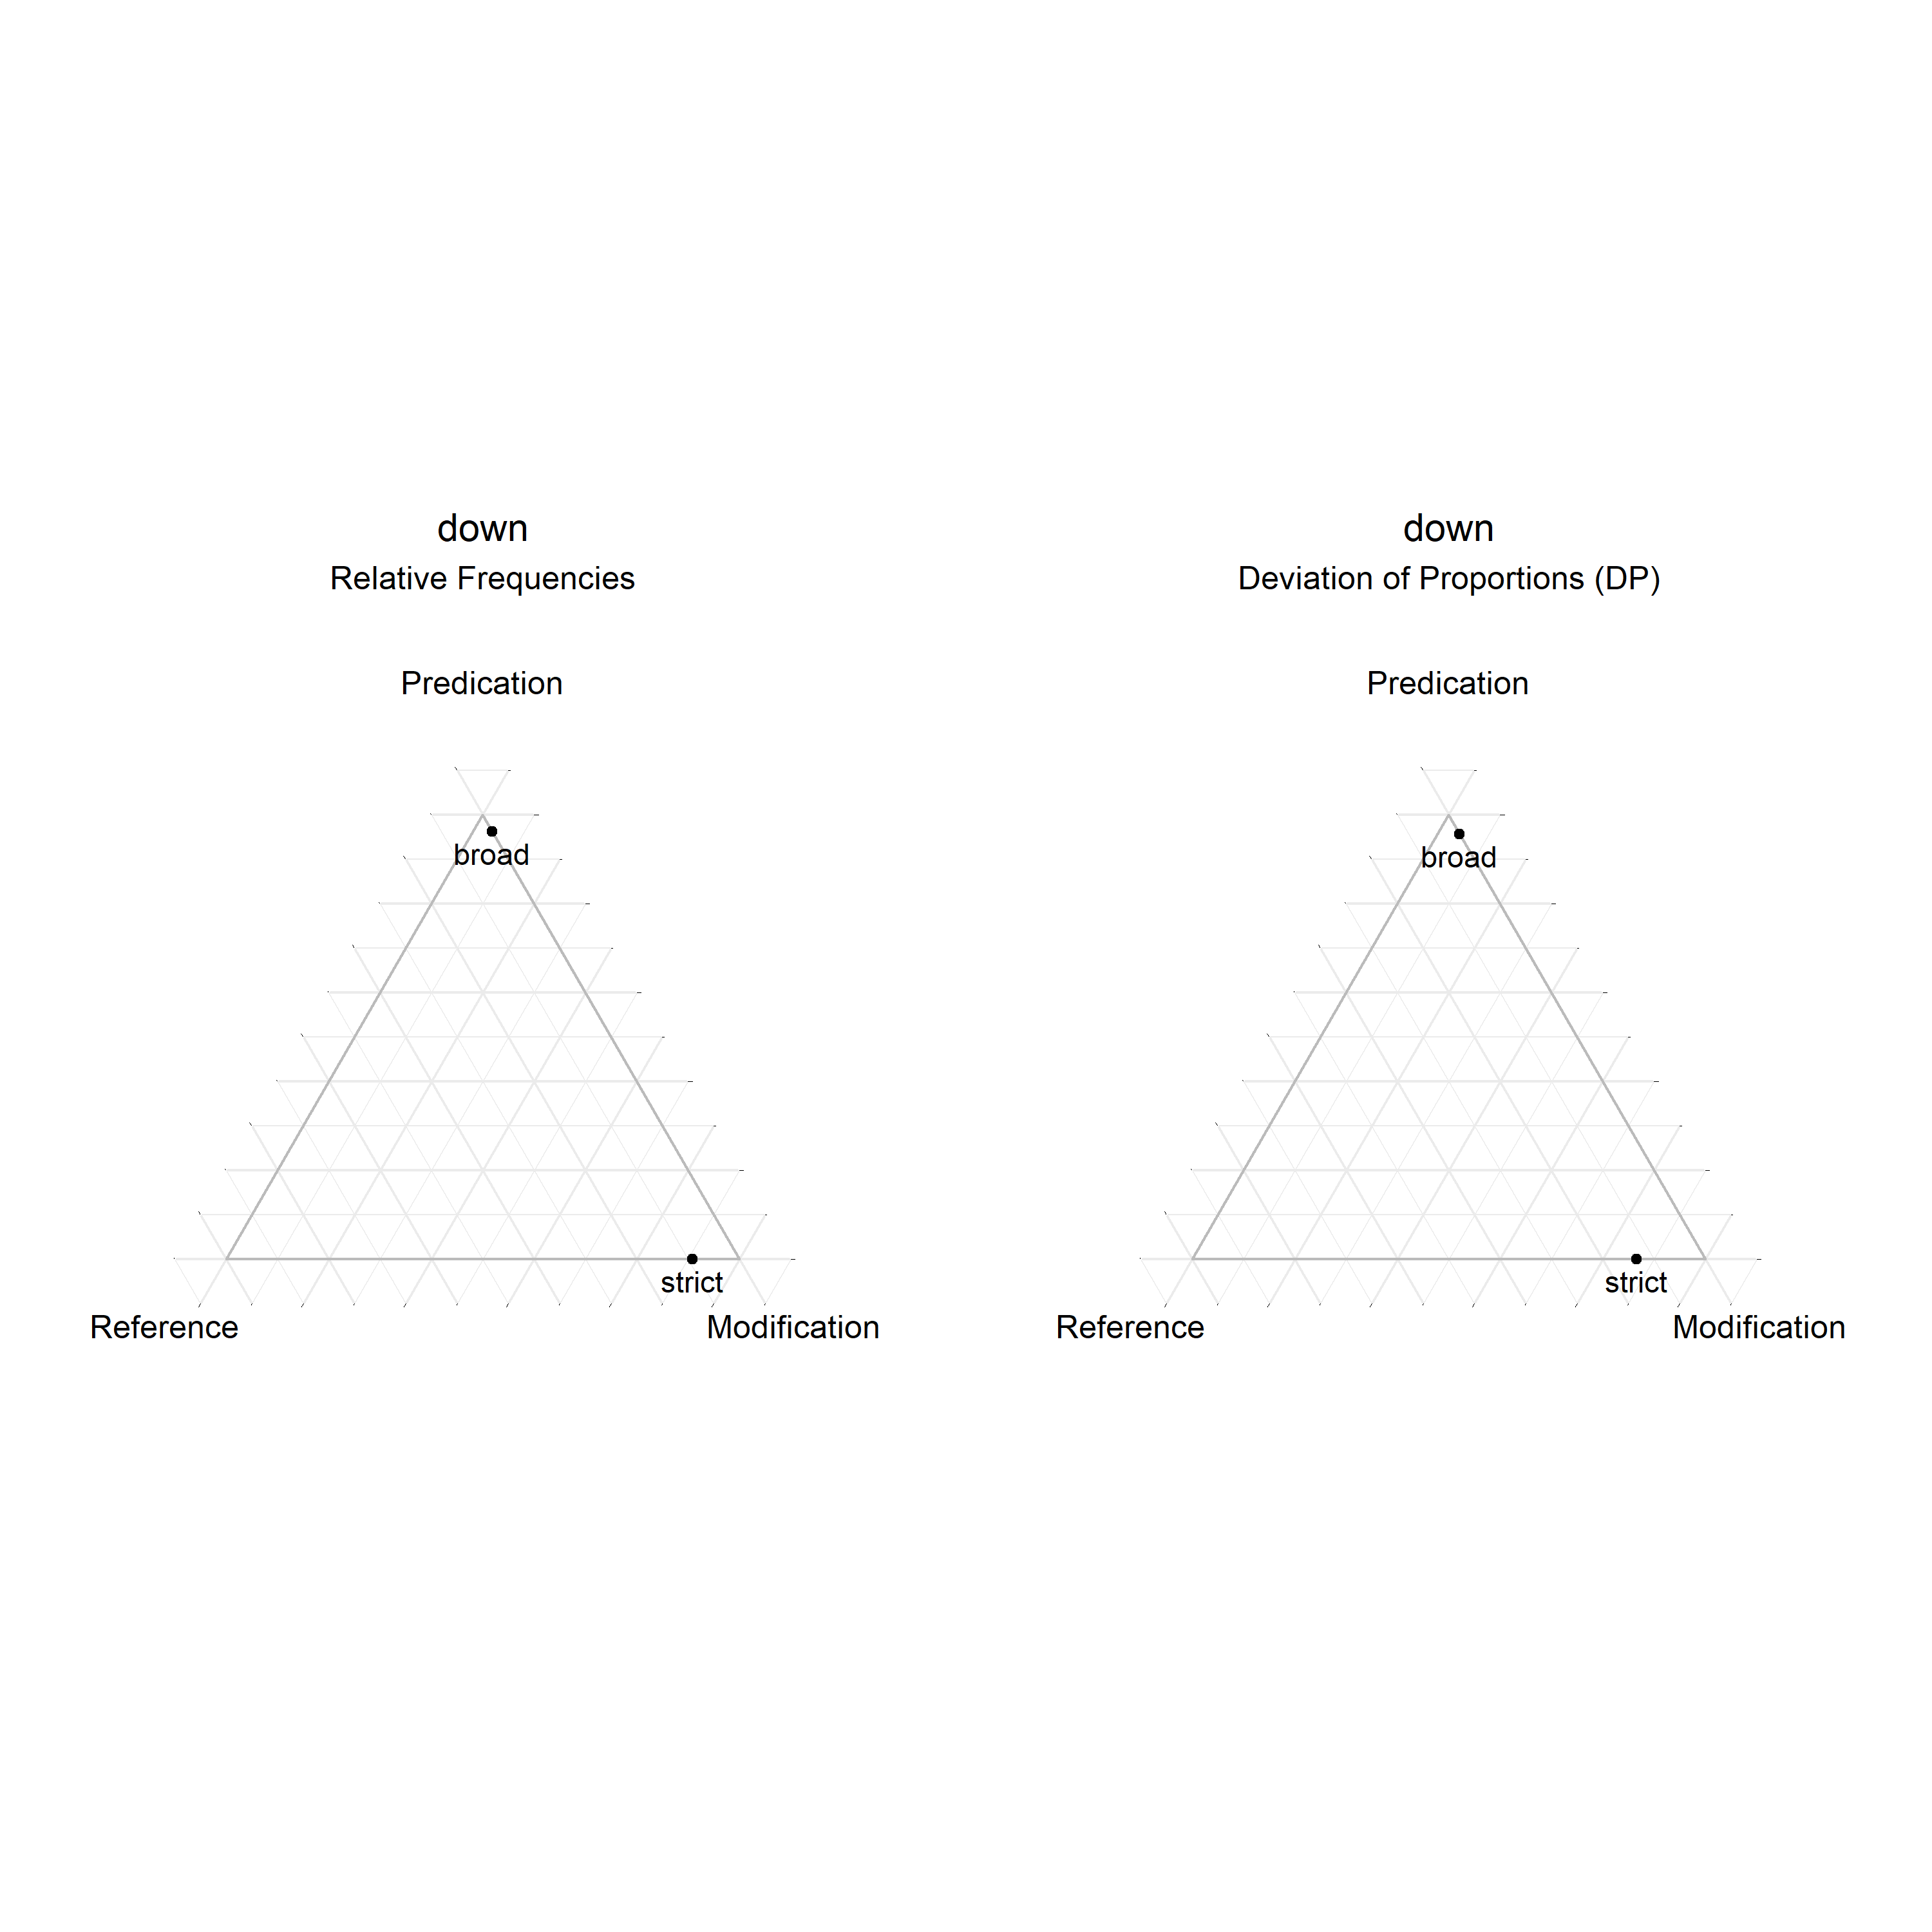 down
Relative Frequencies
Predication
broad
strict
Reference
Modification
down
Deviation of Proportions (DP)
Predication
broad
strict
Reference
Modification